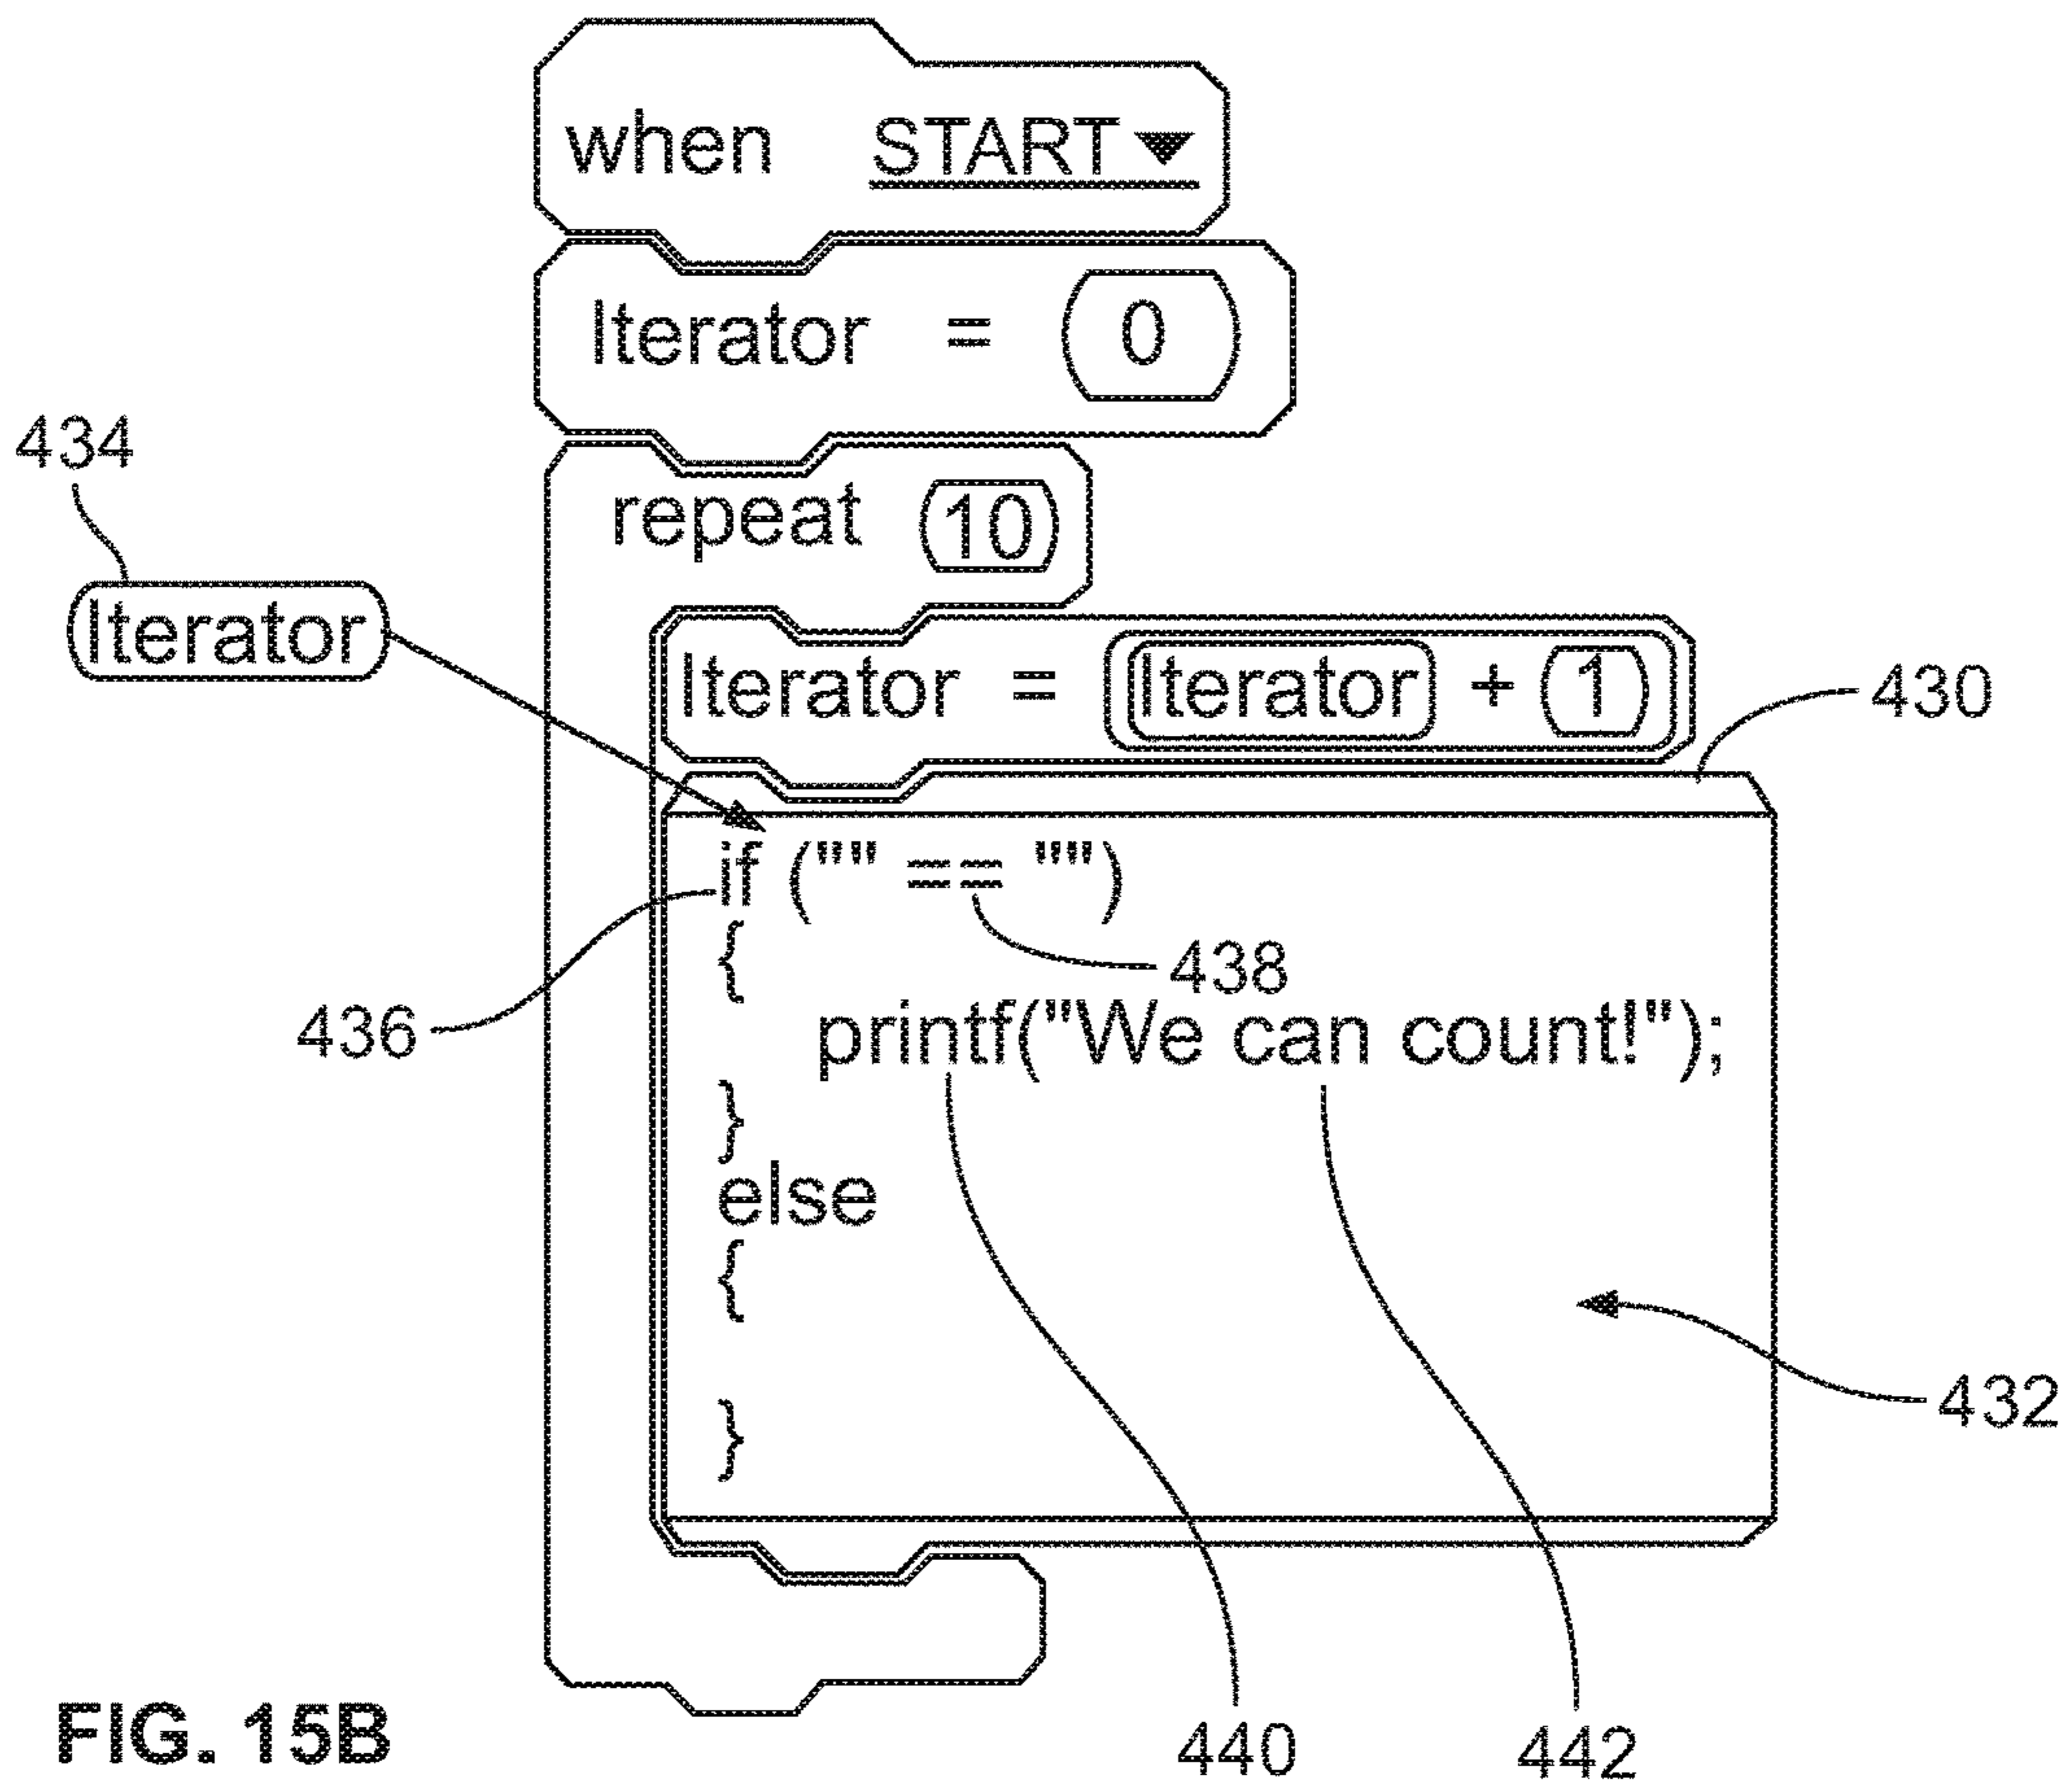 when START
Iterator = 0
434
repeat 10
Iterator
Iterator = Iterator + 1
430
if ("" == "")
{
438
436
printf("We can count!");
}
else
{
432
}
FIG. 15B
440
442